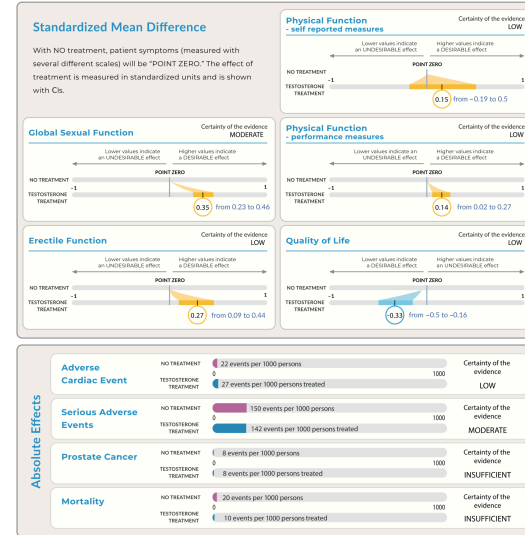 Standardized Mean Difference
With NO treatment, patient symptoms (measured with
several different scales) will be "POINT ZERO." The effect of
treatment is measured in standardized units and is shown
with CIs.
Physical Function
- self reported measures
Certainty of the evidence
LOW
Lower values indicate
an UNDESIRABLE effect
Higher values indicate
a DESIRABLE effect
POINT ZERO
NO TREATMENT
-1
1
TESTOSTERONE
TREATMENT
0.15
from -0.19 to 0.5
Global Sexual Function
Certainty of the evidence
MODERATE
Lower values indicate
an UNDESIRABLE effect
Higher values indicate
a DESIRABLE effect
POINT ZERO
NO TREATMENT
-1
1
TESTOSTERONE
TREATMENT
0.35
from 0.23 to 0.46
Physical Function
- performance measures
Certainty of the evidence
LOW
Lower values indicate
an UNDESIRABLE effect
Higher values indicate
a DESIRABLE effect
POINT ZERO
NO TREATMENT
-1
1
TESTOSTERONE
TREATMENT
0.14
from 0.02 to 0.27
Erectile Function
Certainty of the evidence
LOW
Lower values indicate
an UNDESIRABLE effect
Higher values indicate
a DESIRABLE effect
POINT ZERO
NO TREATMENT
-1
1
TESTOSTERONE
TREATMENT
0.27
from 0.09 to 0.44
Quality of Life
Certainty of the evidence
LOW
Lower values indicate
a DESIRABLE effect
Higher values indicate
an UNDESIRABLE effect
POINT ZERO
NO TREATMENT
-1
1
TESTOSTERONE
TREATMENT
-0.33
from -0.5 to -0.16
Absolute Effects
Adverse
Cardiac Event
NO TREATMENT
22 events per 1000 persons
0
1000
TESTOSTERONE
TREATMENT
27 events per 1000 persons treated
Certainty of the
evidence
LOW
Serious Adverse
Events
NO TREATMENT
150 events per 1000 persons
0
1000
TESTOSTERONE
TREATMENT
142 events per 1000 persons treated
Certainty of the
evidence
MODERATE
Prostate Cancer
NO TREATMENT
8 events per 1000 persons
0
1000
TESTOSTERONE
TREATMENT
8 events per 1000 persons treated
Certainty of the
evidence
INSUFFICIENT
Mortality
NO TREATMENT
20 events per 1000 persons
0
1000
TESTOSTERONE
TREATMENT
10 events per 1000 persons treated
Certainty of the
evidence
INSUFFICIENT